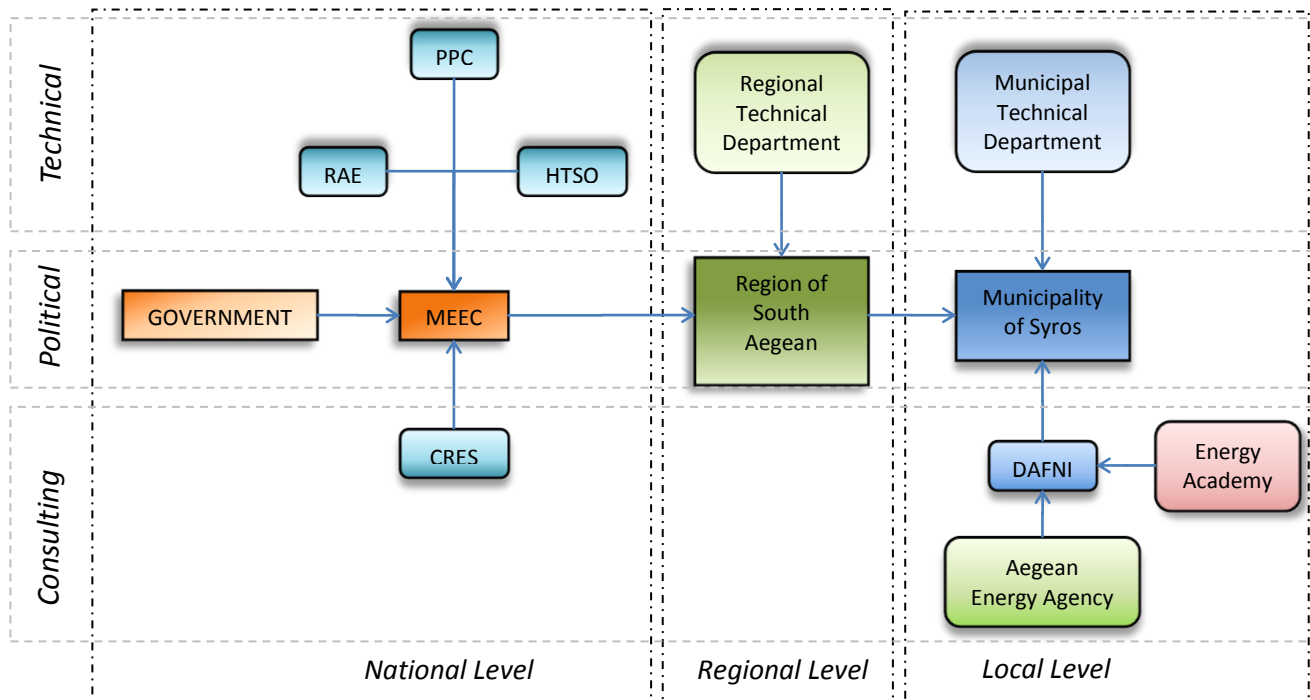 Technical
PPC
RAE
HTSO
Regional
Technical
Department
Municipal
Technical
Department
Political
GOVERNMENT
MEEC
Region of
South
Aegean
Municipality
of Syros
Consulting
CRES
DAFNI
Energy
Academy
Aegean
Energy Agency
National Level
Regional Level
Local Level